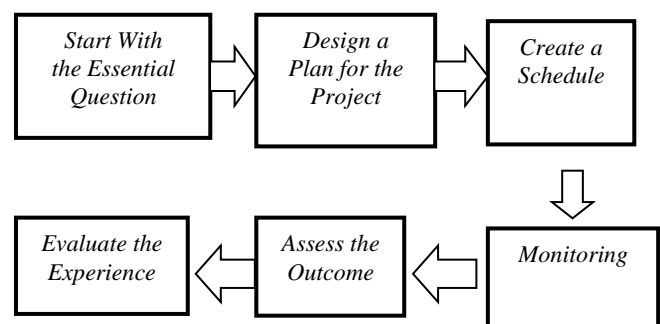 Start With
the Essential
Question
Design a
Plan for the
Project
Create a
Schedule
Monitoring
Assess the
Outcome
Evaluate the
Experience